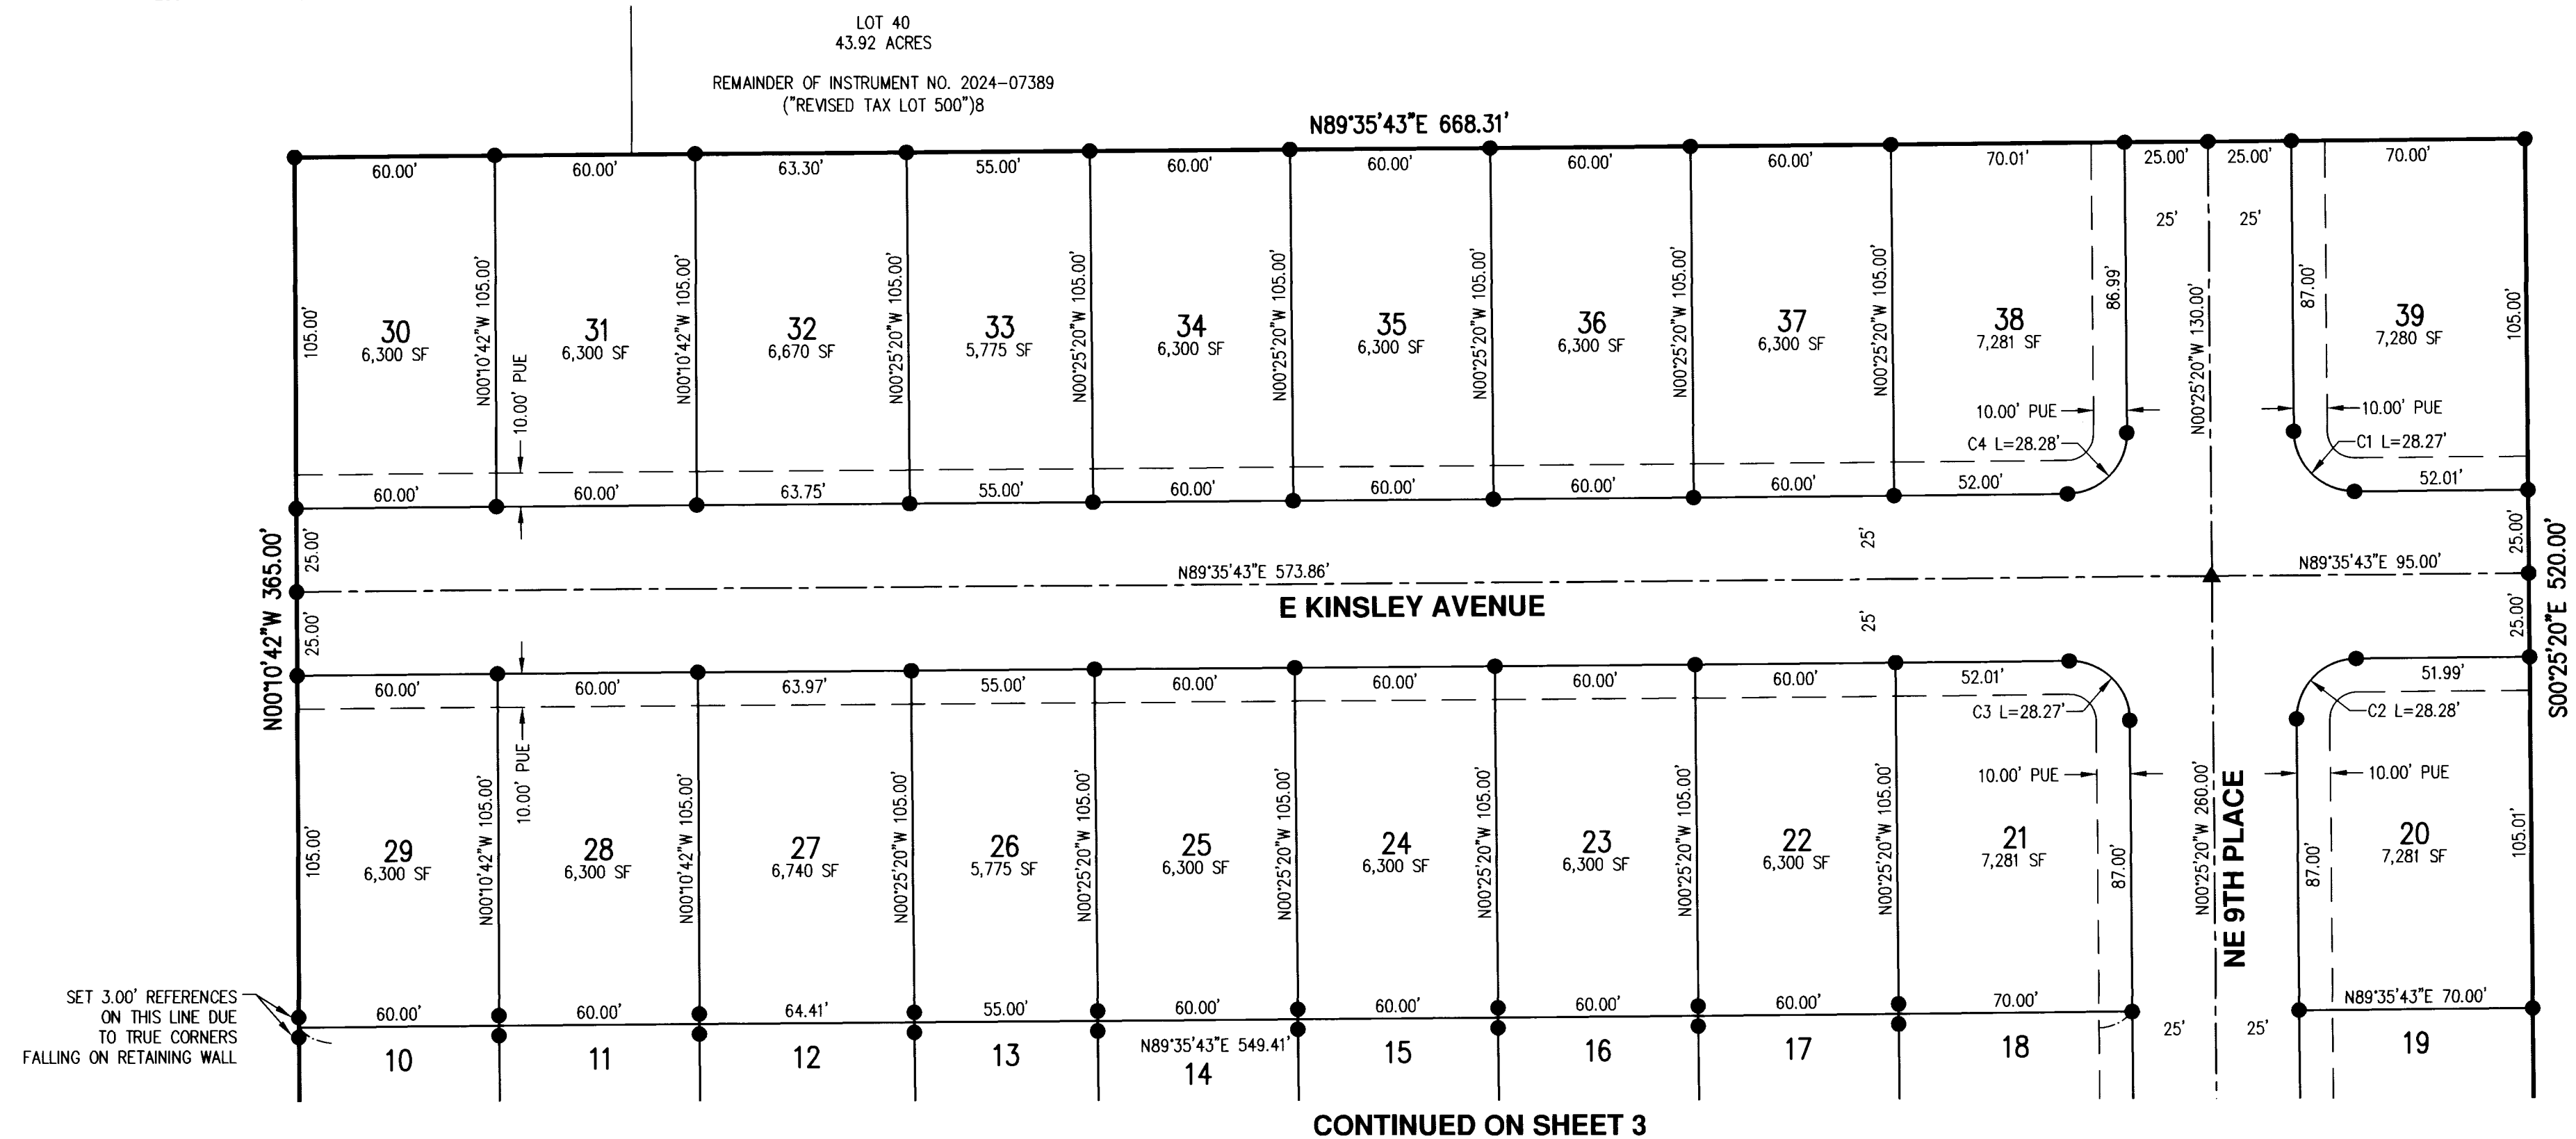 LOT 40
43.92 ACRES
REMAINDER OF INSTRUMENT NO. 2024-07389
("REVISED TAX LOT 500")8
N89°35'43"E 668.31'
60.00'
60.00'
63.30'
55.00'
60.00'
60.00'
60.00'
60.00'
70.01'
25.00'
25.00'
70.00'
25'
25'
105.00'
30
6,300 SF
N00°10'42"W 105.00'
31
6,300 SF
N00°10'42"W 105.00'
32
6,670 SF
N00°25'20"W 105.00'
33
5,775 SF
N00°25'20"W 105.00'
34
6,300 SF
N00°25'20"W 105.00'
35
6,300 SF
N00°25'20"W 105.00'
36
6,300 SF
N00°25'20"W 105.00'
37
6,300 SF
N00°25'20"W 105.00'
38
7,281 SF
86.99'
N00°25'20"W 130.00'
87.00'
39
7,280 SF
105.00'
10.00' PUE
10.00' PUE
10.00' PUE
C4 L=28.28'
C1 L=28.27'
60.00'
60.00'
63.75'
55.00'
60.00'
60.00'
60.00'
60.00'
52.00'
52.01'
N00°10'42"W 365.00'
25.00'
25.00'
25'
N89°35'43"E 573.86'
E KINSLEY AVENUE
25'
N89°35'43"E 95.00'
25.00'
25.00'
S00°25'20"E 520.00'
60.00'
60.00'
63.97'
55.00'
60.00'
60.00'
60.00'
60.00'
52.01'
51.99'
C3 L=28.27'
C2 L=28.28'
10.00' PUE
10.00' PUE
10.00' PUE
105.00'
29
6,300 SF
N00°10'42"W 105.00'
28
6,300 SF
N00°10'42"W 105.00'
27
6,740 SF
N00°25'20"W 105.00'
26
5,775 SF
N00°25'20"W 105.00'
25
6,300 SF
N00°25'20"W 105.00'
24
6,300 SF
N00°25'20"W 105.00'
23
6,300 SF
N00°25'20"W 105.00'
22
6,300 SF
N00°25'20"W 105.00'
21
7,281 SF
87.00'
N00°25'20"W 260.00'
NE 9TH PLACE
87.00'
20
7,281 SF
105.01'
SET 3.00' REFERENCES
ON THIS LINE DUE
TO TRUE CORNERS
FALLING ON RETAINING WALL
60.00'
60.00'
64.41'
55.00'
60.00'
60.00'
60.00'
60.00'
70.00'
N89°35'43"E 70.00'
25'
25'
10
11
12
13
N89°35'43"E 549.41'
14
15
16
17
18
19
CONTINUED ON SHEET 3